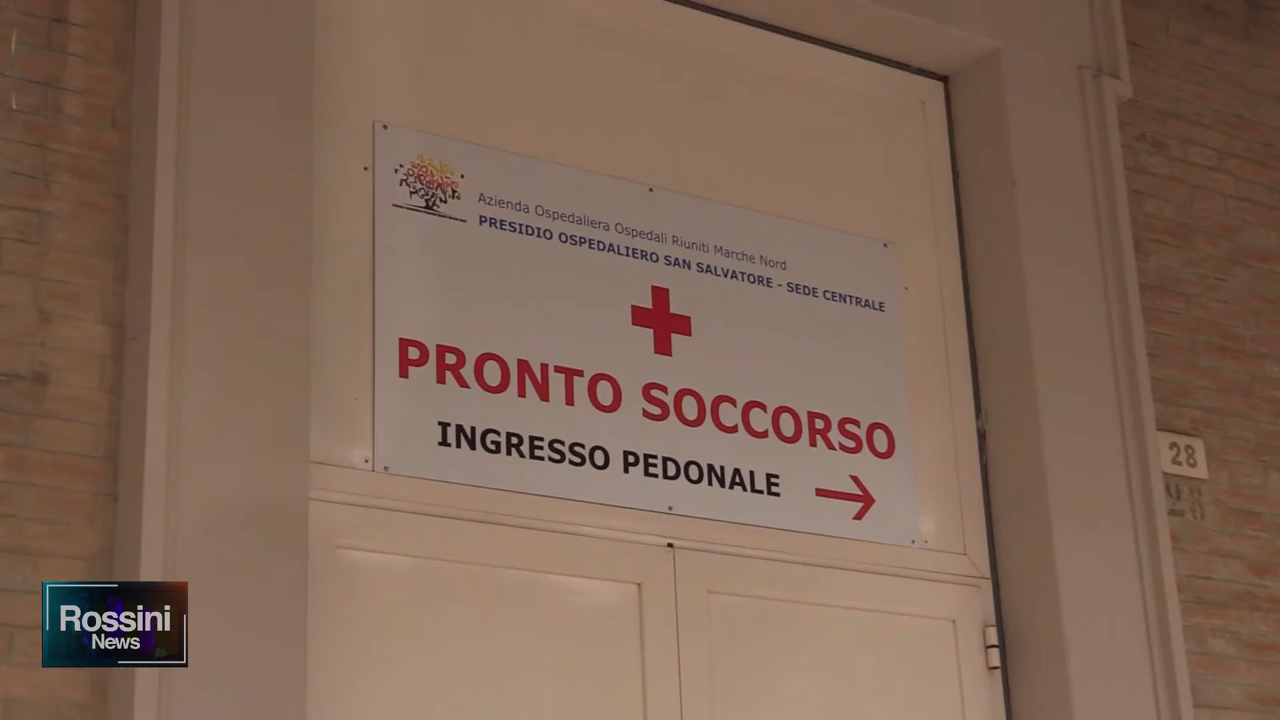 Azienda Ospedaliera Ospedali Riuniti Marche Nord
PRESIDIO OSPEDALIERO SAN SALVATORE - SEDE CENTRALE
PRONTO SOCCORSO
INGRESSO PEDONALE
28
28
Rossini
News